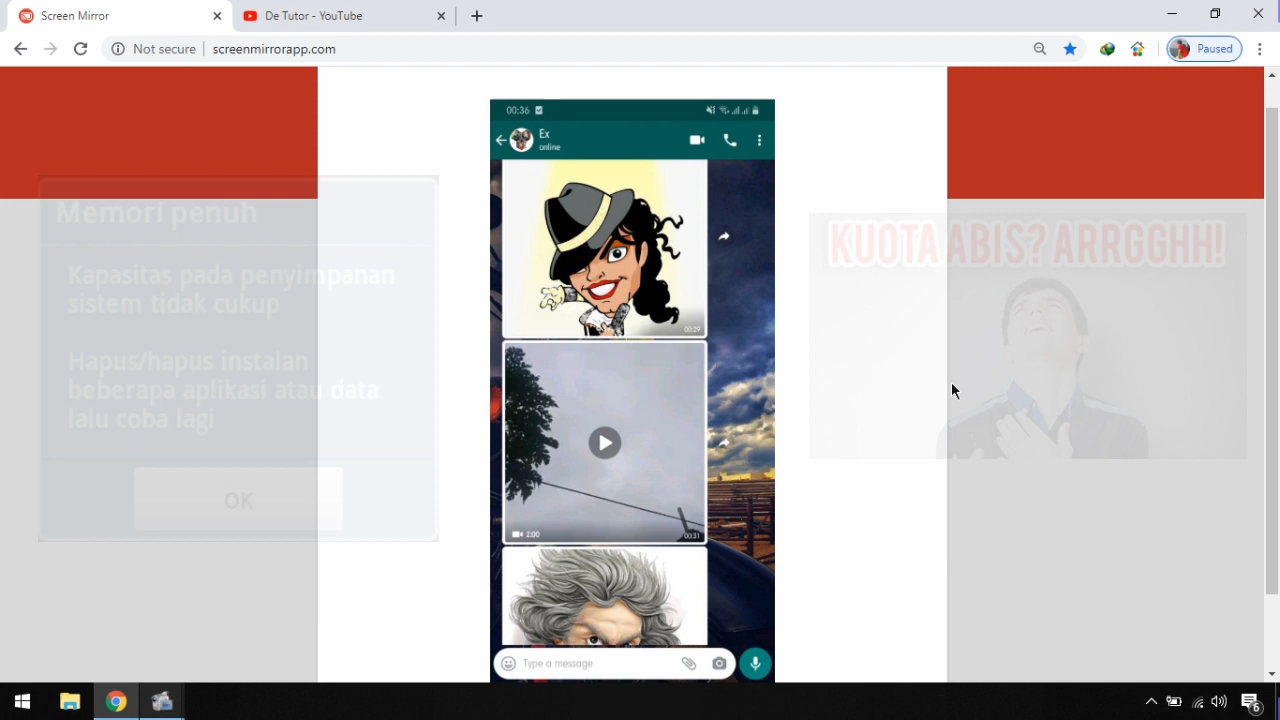 Screen Mirror
De Tutor - YouTube
Not secure
screenmirrorapp.com
Paused
00:36
Ex
online
Memori penuh
Kapasitas pada penyimpanan
sistem tidak cukup
Hapus/hapus instalan
beberapa aplikasi atau data
lalu coba lagi
OK
KUOTA ABIS?ARRGGHH!
00:29
2:00
00:31
Type a message
6